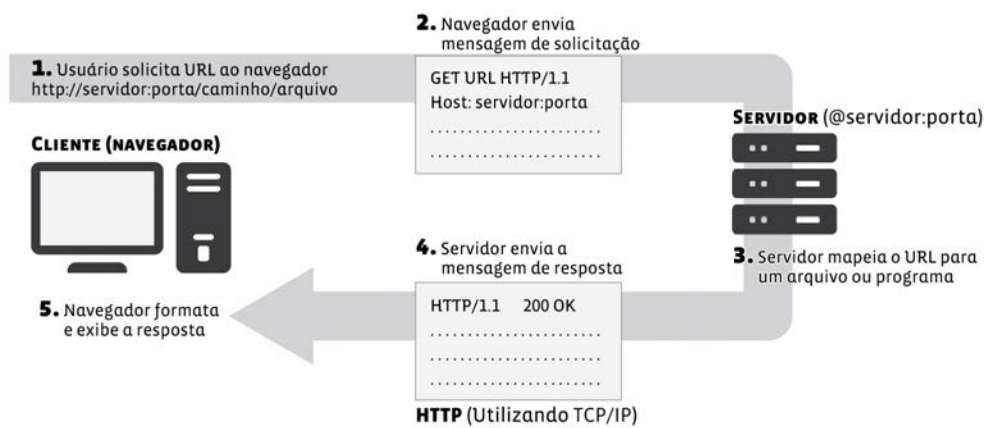 1. Usuário solicita URL ao navegador
http://servidor:porta/caminho/arquivo
2. Navegador envia
mensagem de solicitação
GET URL HTTP/1.1
Host: servidor:porta
. . . . . . . . . . . . . . . . . . . . . .
. . . . . . . . . . . . . . . . . . . . . .
SERVIDOR (@servidor:porta)
CLIENTE (NAVEGADOR)
3. Servidor mapeia o URL para
um arquivo ou programa
4. Servidor envia a
mensagem de resposta
HTTP/1.1 200 OK
. . . . . . . . . . . . . . . . . . . . . .
. . . . . . . . . . . . . . . . . . . . . .
. . . . . . . . . . . . . . . . . . . . . .
HTTP (Utilizando TCP/IP)
5. Navegador formata
e exibe a resposta